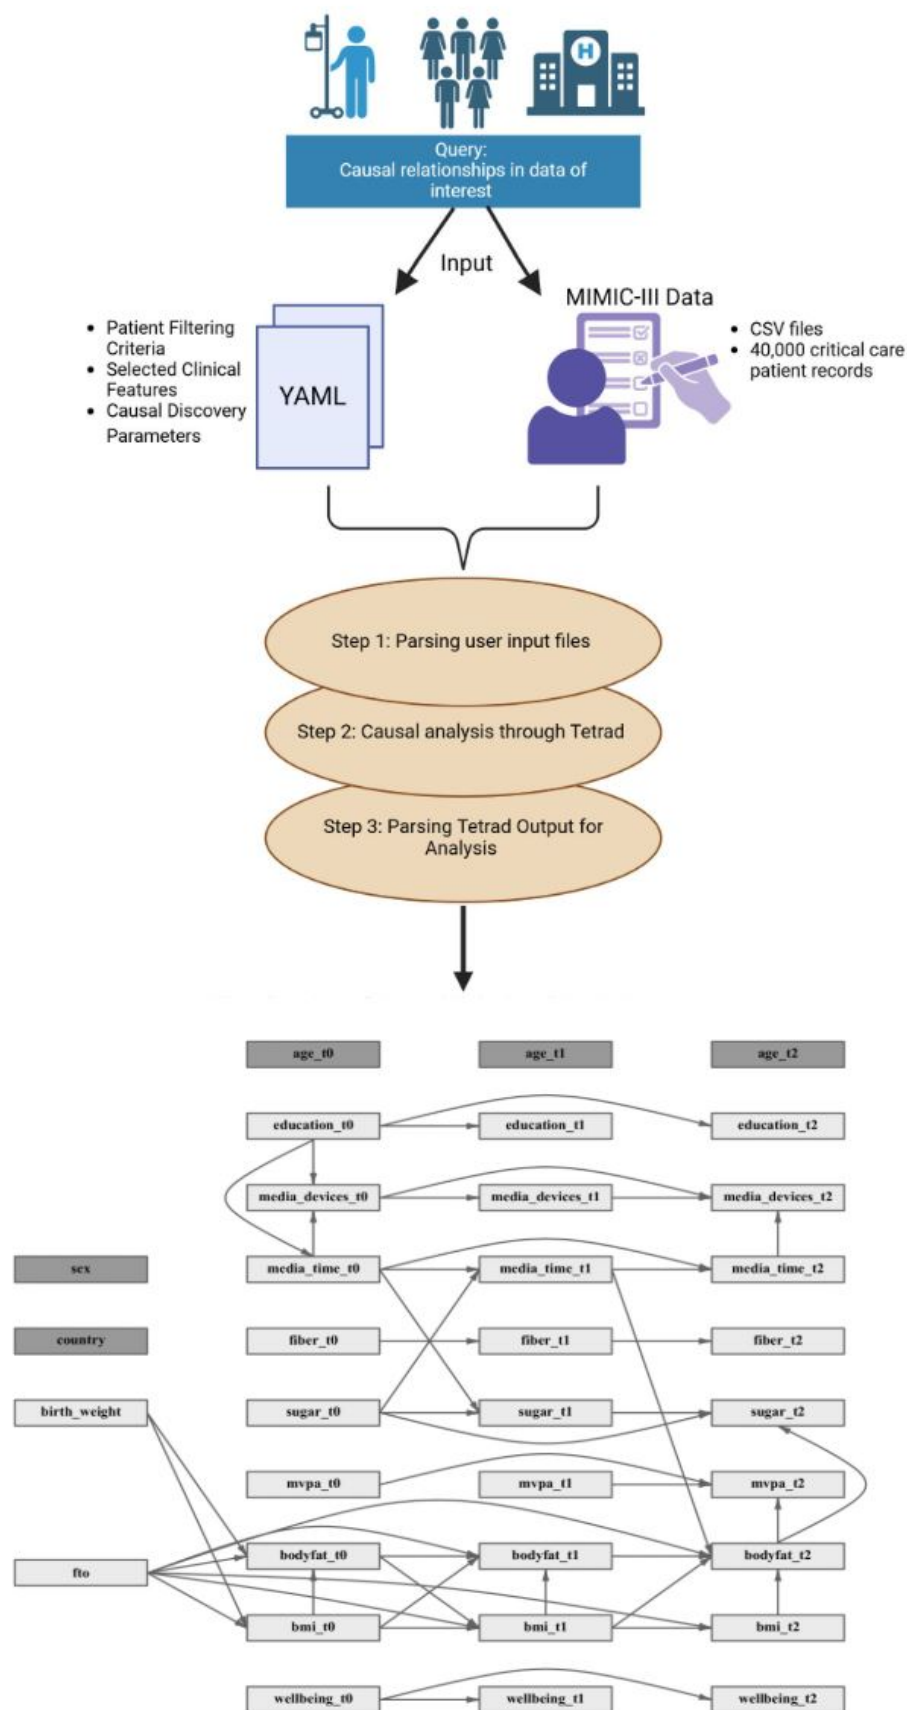 H
Query:
Causal relationships in data of
interest
Input
MIMIC-III Data
• Patient Filtering
Criteria
• Selected Clinical
Features
• Causal Discovery
Parameters
YAML
• CSV files
• 40,000 critical care
patient records
Step 1: Parsing user input files
Step 2: Causal analysis through Tetrad
Step 3: Parsing Tetrad Output for
Analysis
age_t0 age_t1 age_t2
education_t0 education_t1 education_t2
media_devices_t0 media_devices_t1 media_devices_t2
sex media_time_t0 media_time_t1 media_time_t2
country fiber_t0 fiber_t1 fiber_t2
birth_weight sugar_t0 sugar_t1 sugar_t2
mvpa_t0 mvpa_t1 mvpa_t2
fto bodyfat_t0 bodyfat_t1 bodyfat_t2
bmi_t0 bmi_t1 bmi_t2
wellbeing_t0 wellbeing_t1 wellbeing_t2